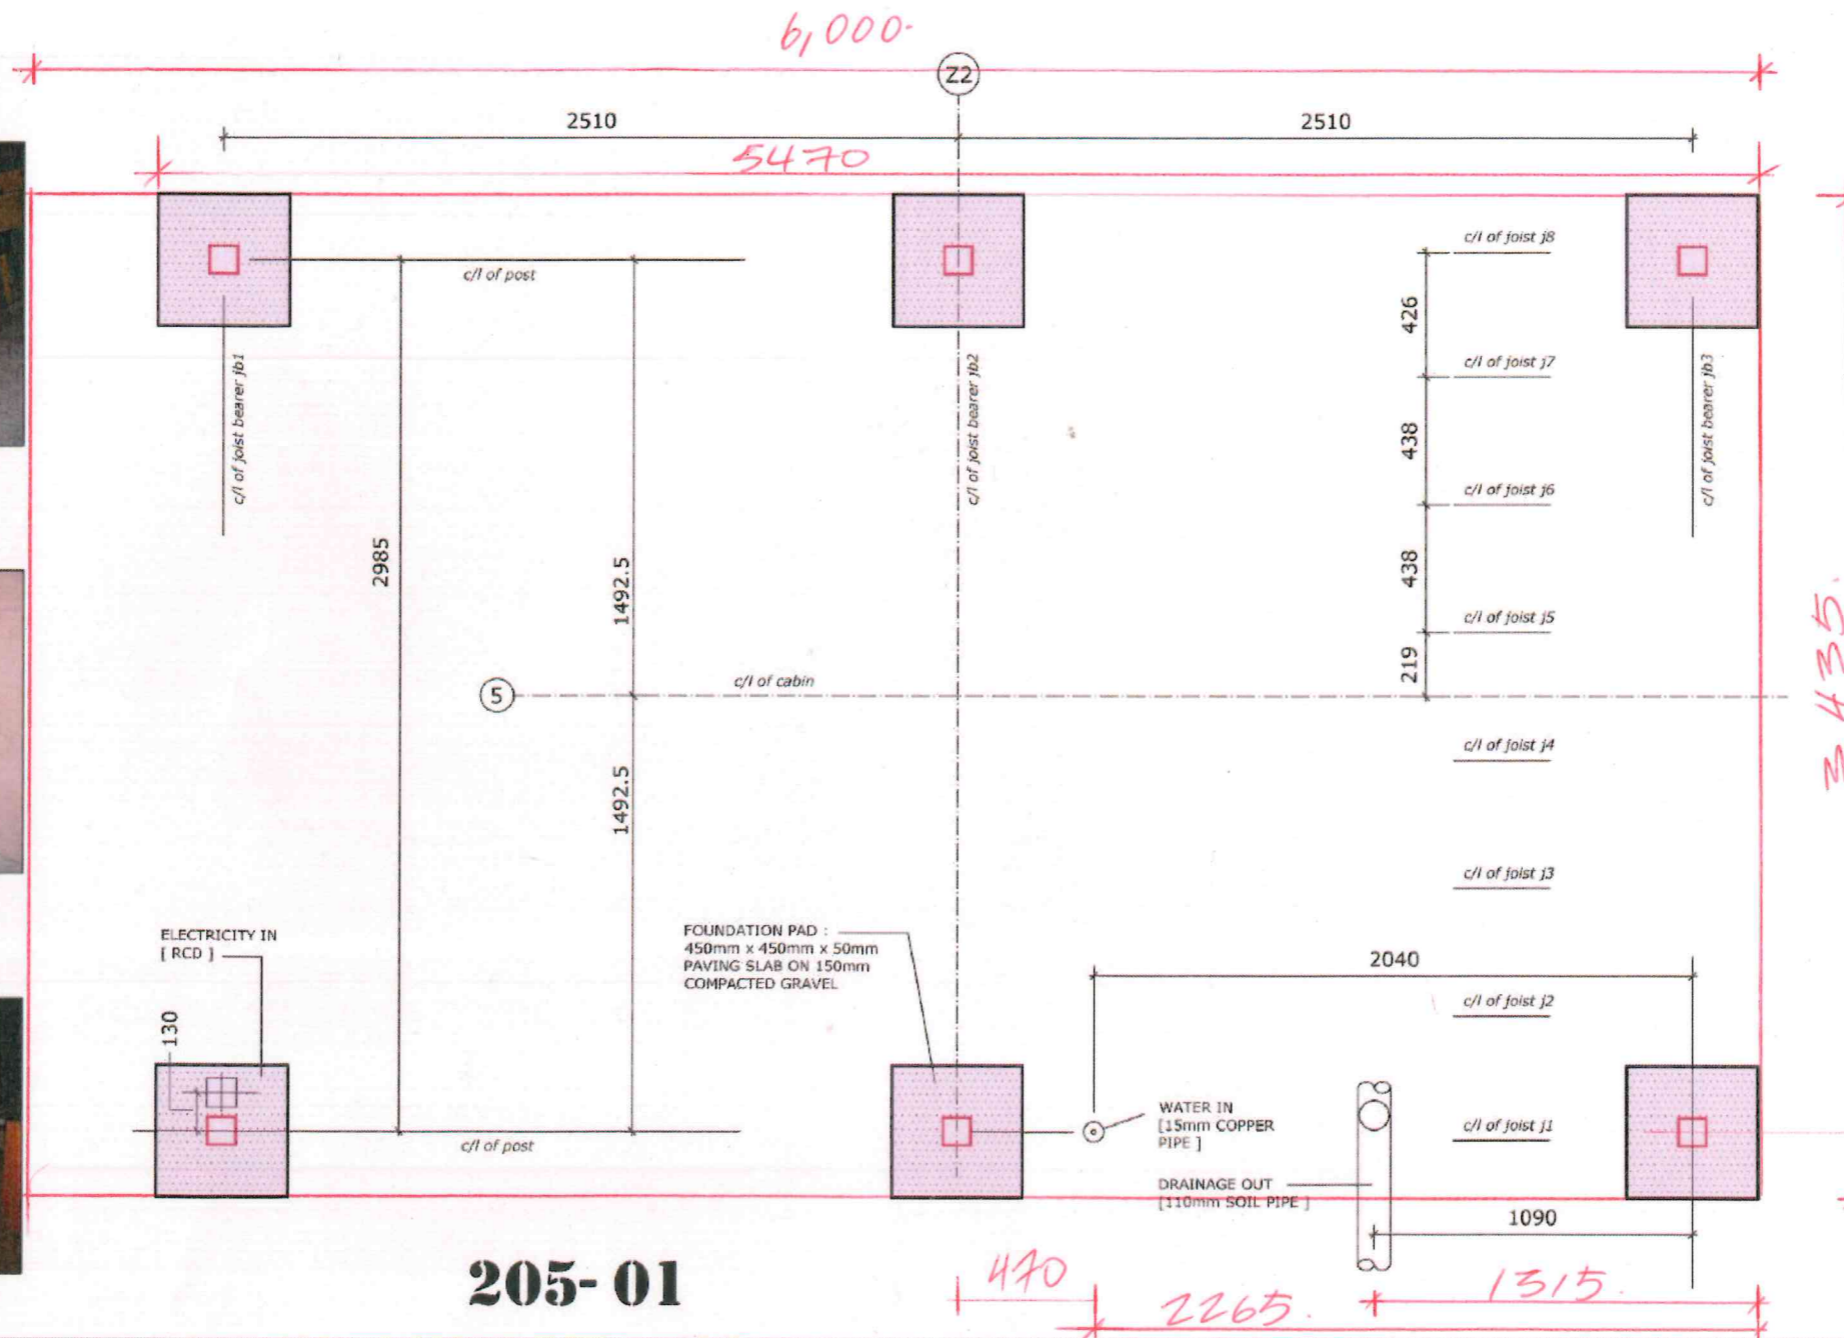 6,000.
Z2
2510
2510
5470
c/l of post
c/l of joist bearer jb1
c/l of joist bearer jb2
c/l of joist bearer jb3
c/l of joist j8
426
c/l of joist j7
438
c/l of joist j6
438
c/l of joist j5
219
2985
1492.5
5
c/l of cabin
3435.
c/l of joist j4
1492.5
c/l of joist j3
ELECTRICITY IN
[ RCD ]
FOUNDATION PAD :
450mm x 450mm x 50mm
PAVING SLAB ON 150mm
COMPACTED GRAVEL
2040
c/l of joist j2
130
WATER IN
[15mm COPPER
PIPE ]
c/l of joist j1
c/l of post
DRAINAGE OUT
[110mm SOIL PIPE ]
1090
205-01
470
2265.
1315.